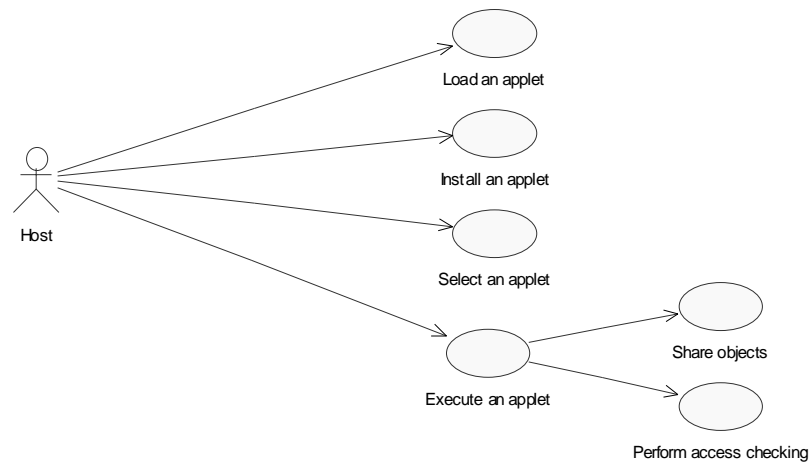 Load an applet
Install an applet
Host
Select an applet
Share objects
Execute an applet
Perform access checking